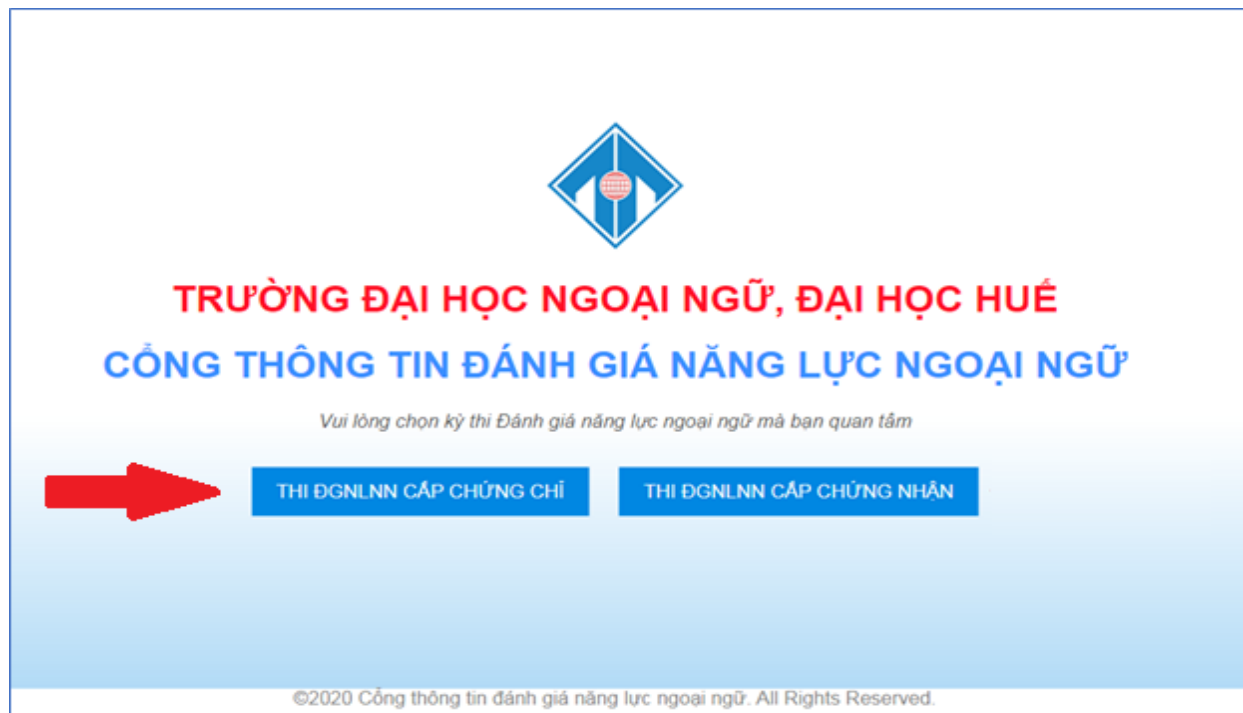 TRƯỜNG ĐẠI HỌC NGOẠI NGỮ, ĐẠI HỌC HUẾ
CỔNG THÔNG TIN ĐÁNH GIÁ NĂNG LỰC NGOẠI NGỮ
Vui lòng chọn kỳ thi Đánh giá năng lực ngoại ngữ mà bạn quan tâm
THI ĐGNLNN CẤP CHỨNG CHỈ
THI ĐGNLNN CẤP CHỨNG NHẬN
©2020 Cổng thông tin đánh giá năng lực ngoại ngữ. All Rights Reserved.